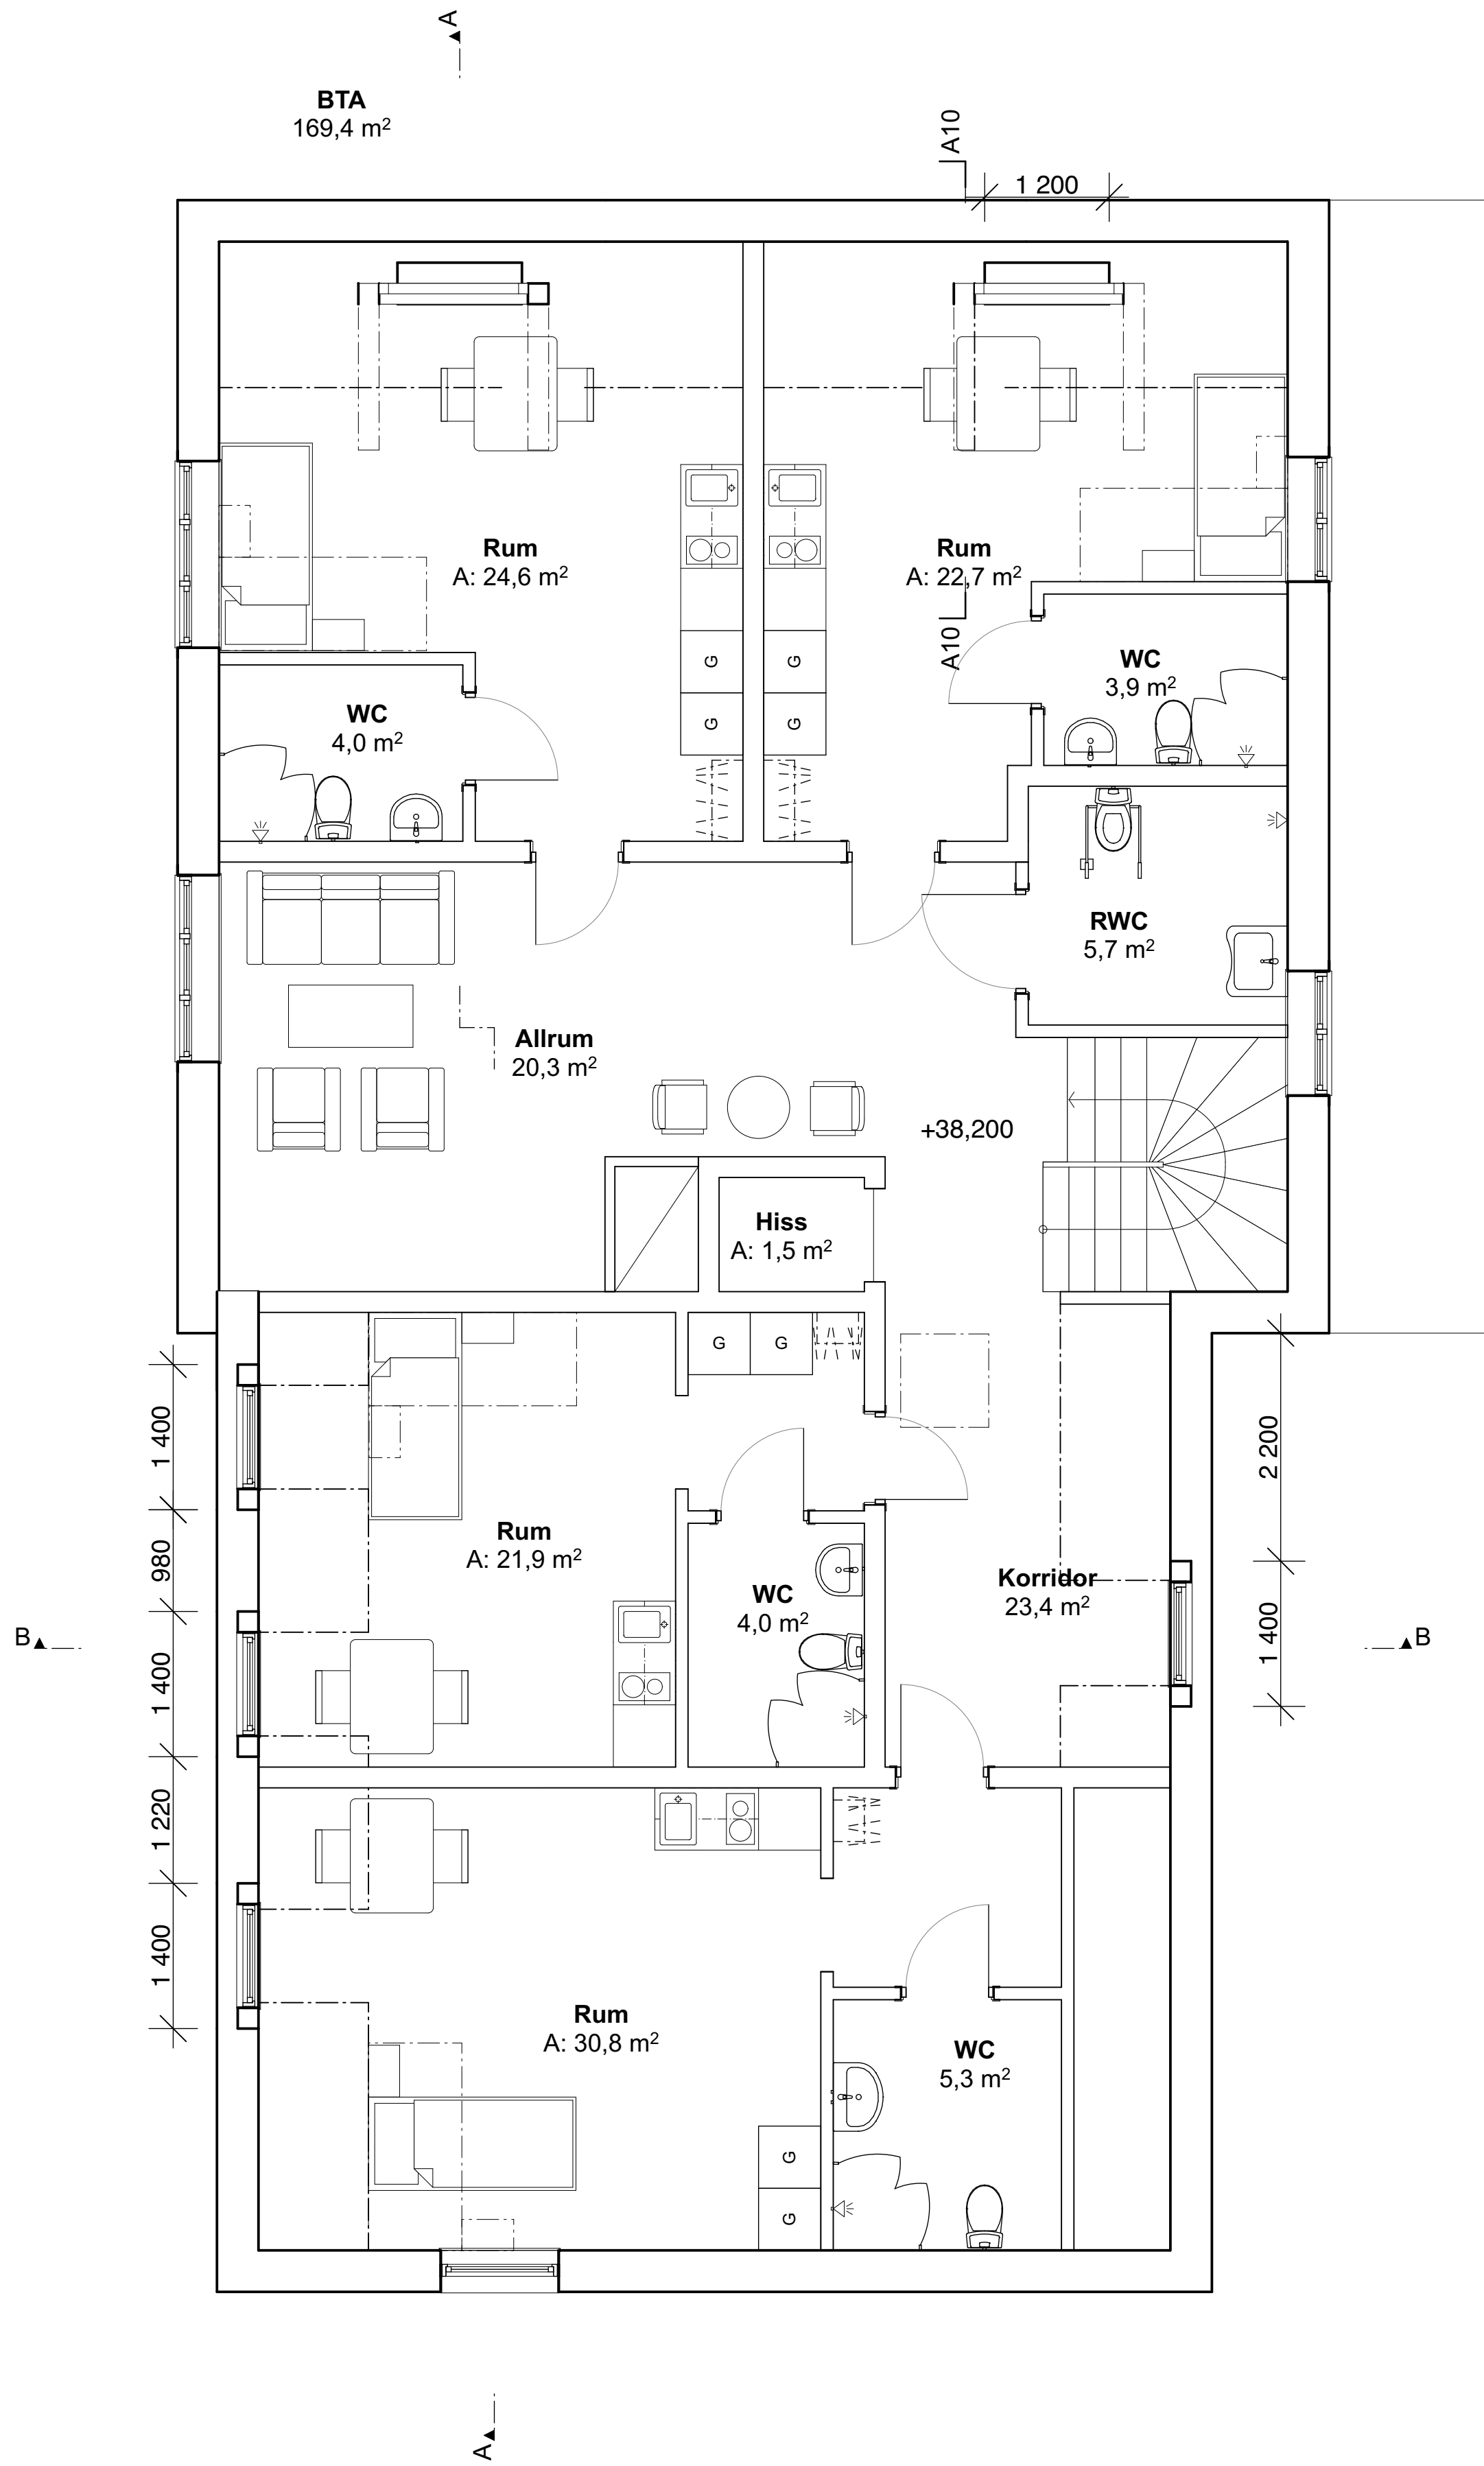 A
BTA
169,4 m²
A10
1 200
Rum
A: 24,6 m²
Rum
A: 22,7 m²
A10
G
G
G
G
WC
3,9 m²
WC
4,0 m²
RWC
5,7 m²
Allrum
20,3 m²
+38,200
Hiss
A: 1,5 m²
G
G
1 400
2 200
Rum
A: 21,9 m²
980
WC
4,0 m²
Korridor
23,4 m²
B
1 400
1 400
B
1 220
1 400
Rum
A: 30,8 m²
WC
5,3 m²
G
G
A